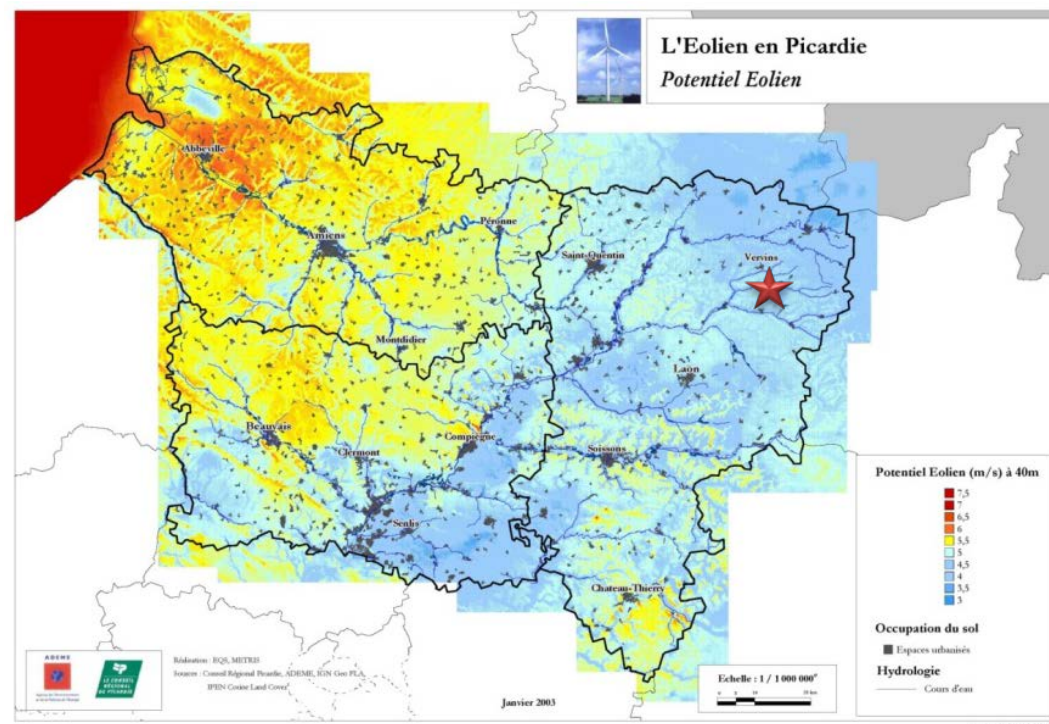 L'Eolien en Picardie
Potentiel Eolien
Abbeville
Amiens
Péronne
Saint-Quentin
Vervins
Montdidier
Laon
Beauvais
Clermont
Compiègne
Soissons
Senlis
Chateau-Thierry
Potentiel Eolien (m/s) à 40m
7,5
7
6,5
6
5,5
5
4,5
4
3,5
3
Occupation du sol
Espaces urbanisés
Hydrologie
Cours d'eau
ADEME
LE CONSEIL
RÉGIONAL
DE PICARDIE
Réalisation : EQS, METRIS
Sources : Conseil Régional Picardie, ADEME, IGN Geo FLA,
IFEN Corine Land Cover
Janvier 2003
Echelle : 1 / 1 000 000°